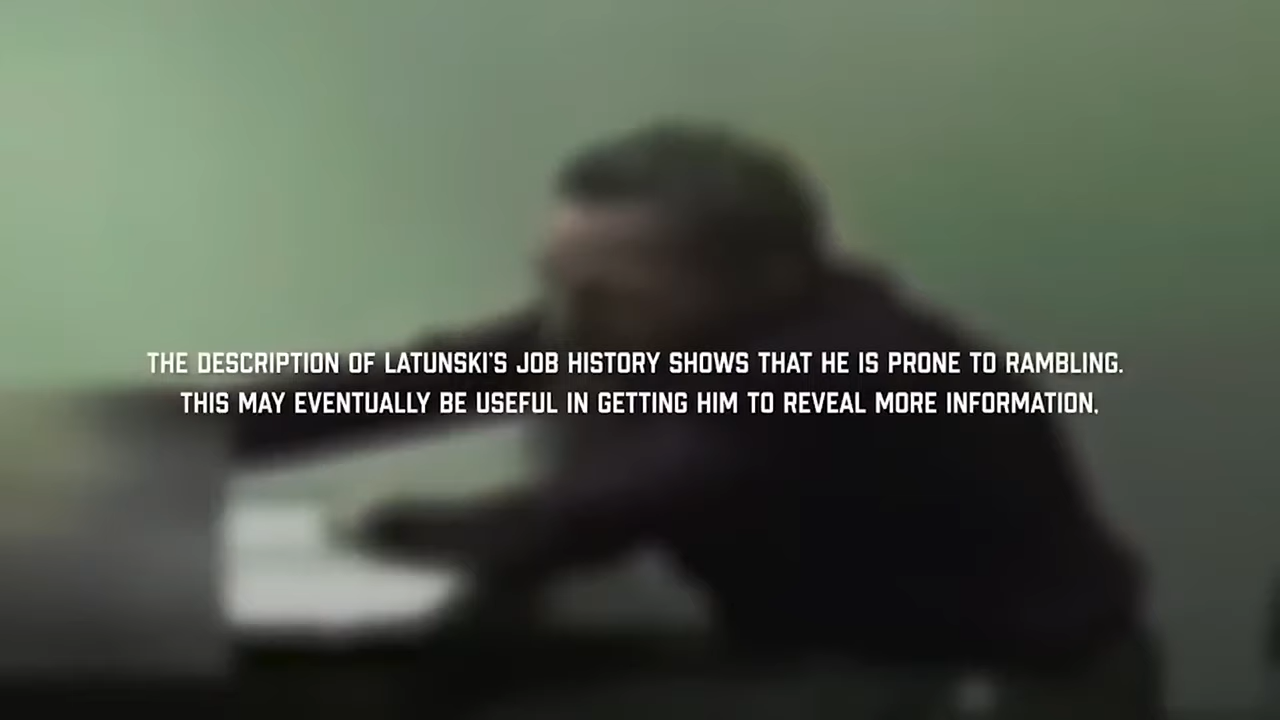 THE DESCRIPTION OF LATUNSKI'S JOB HISTORY SHOWS THAT HE IS PRONE TO RAMBLING.
THIS MAY EVENTUALLY BE USEFUL IN GETTING HIM TO REVEAL MORE INFORMATION.